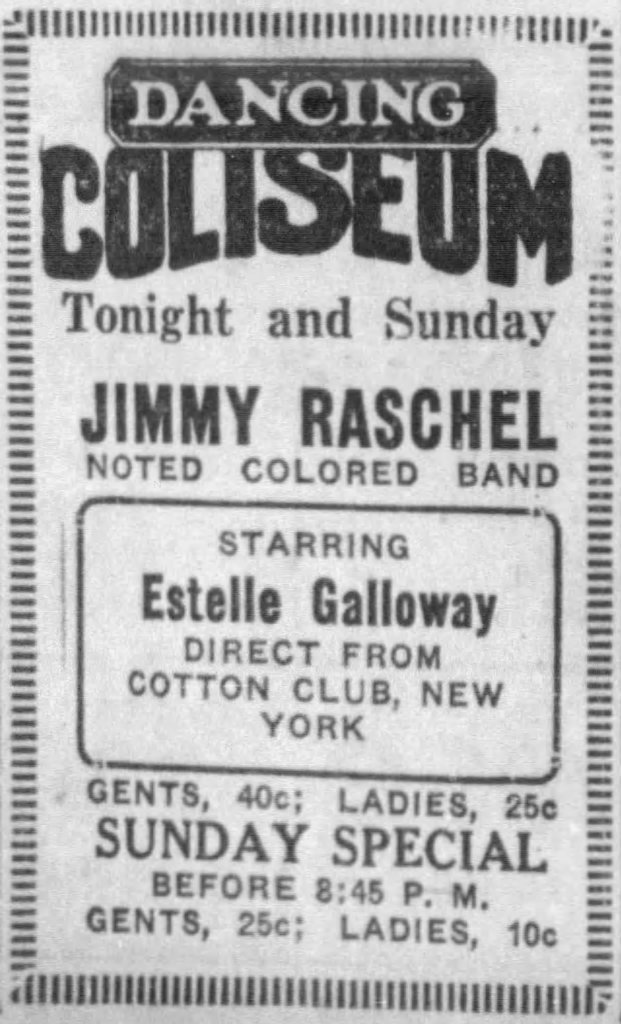 DANCING
COLISEUM
Tonight and Sunday
JIMMY RASCHEL
NOTED COLORED BAND
STARRING
Estelle Galloway
DIRECT FROM
COTTON CLUB, NEW
YORK
GENTS, 40c; LADIES, 25c
SUNDAY SPECIAL
BEFORE 8:45 P. M.
GENTS, 25c; LADIES, 10c